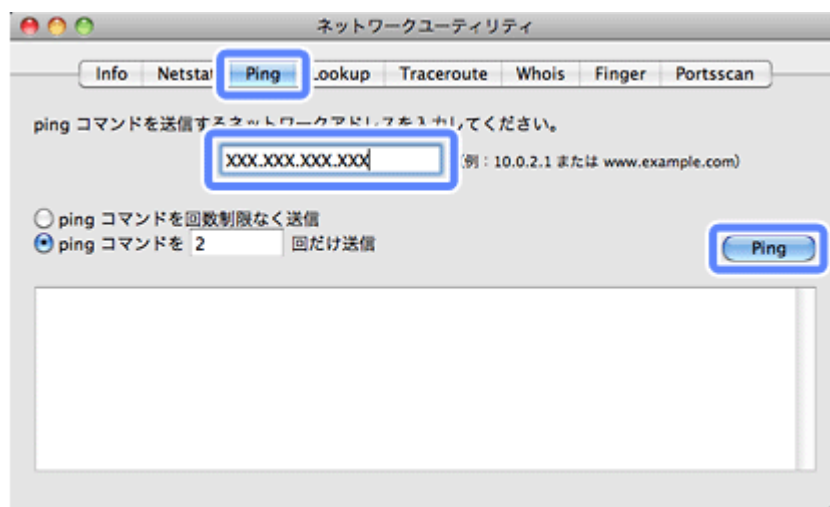 ネットワークユーティリティ
Info Netstat Ping Lookup Traceroute Whois Finger Portsscan
ping コマンドを送信するネットワークアドレスを入力してください。
XXX.XXX.XXX.XXX (例：10.0.2.1 または www.example.com)
ping コマンドを回数制限なく送信
ping コマンドを 2 回だけ送信
Ping